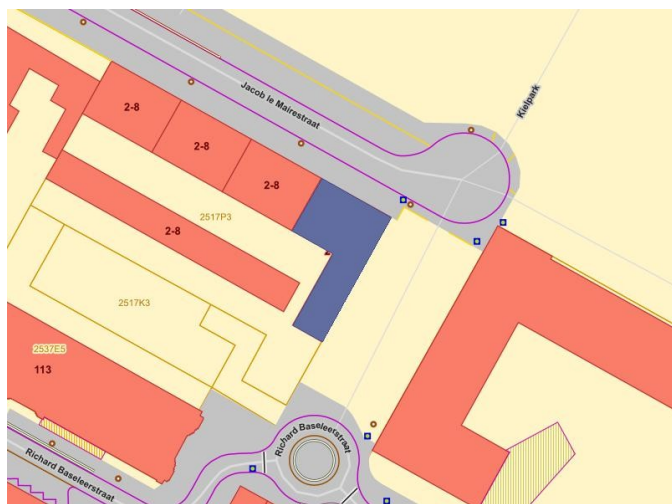 Jacob le Mairestraat
Kielpark
2-8
2-8
2-8
2517P3
2-8
2517K3
2537E5
113
Richard Baseleerstraat
Richard Baseleerstraat